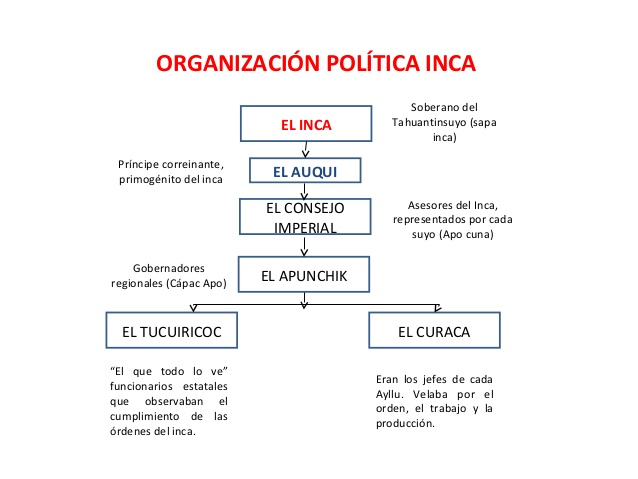 ORGANIZACIÓN POLÍTICA INCA
EL INCA
Soberano del
Tahuantinsuyo (sapa
inca)
Príncipe correinante,
primogénito del inca
EL AUQUI
EL CONSEJO
IMPERIAL
Asesores del Inca,
representados por cada
suyo (Apo cuna)
Gobernadores
regionales (Cápac Apo)
EL APUNCHIK
EL TUCUIRICOC
EL CURACA
“El que todo lo ve”
funcionarios estatales
que observaban el
cumplimiento de las
órdenes del inca.
Eran los jefes de cada
Ayllu. Velaba por el
orden, el trabajo y la
producción.